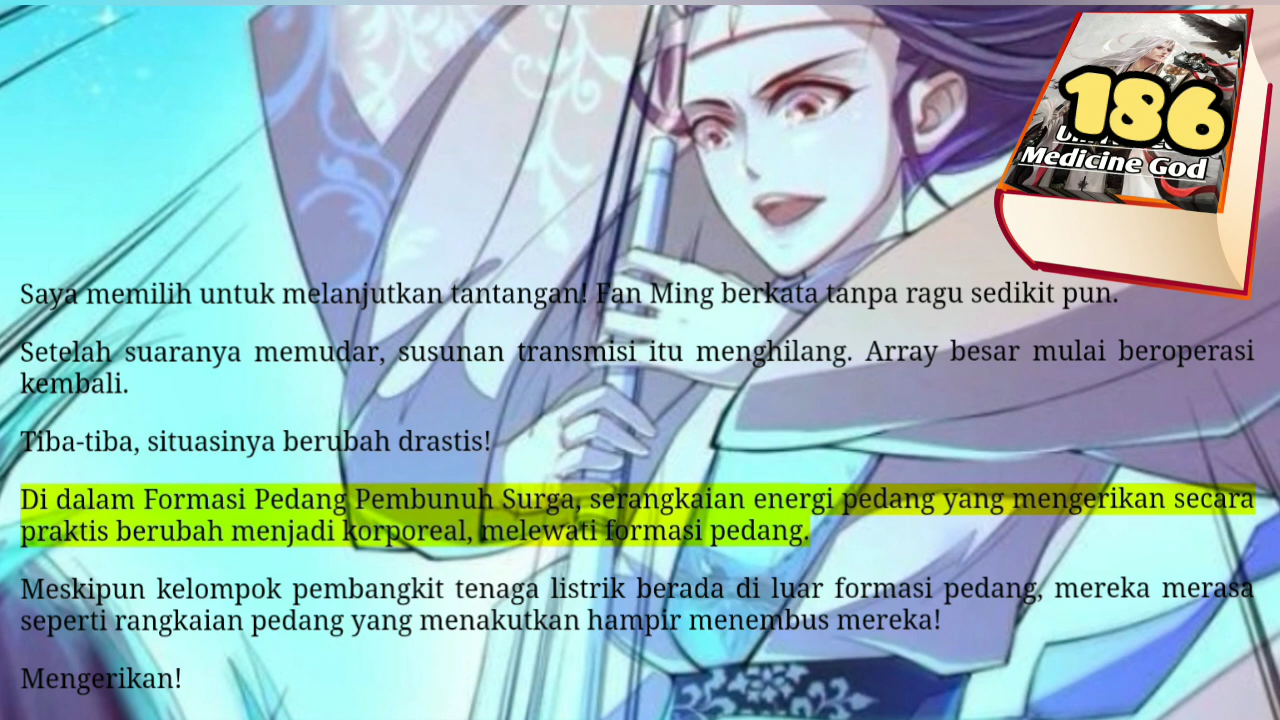 186
Medicine God
Saya memilih untuk melanjutkan tantangan! Fan Ming berkata tanpa ragu sedikit pun.
Setelah suaranya memudar, susunan transmisi itu menghilang. Array besar mulai beroperasi
kembali.
Tiba-tiba, situasinya berubah drastis!
Di dalam Formasi Pedang Pembunuh Surga, serangkaian energi pedang yang mengerikan secara
praktis berubah menjadi korporeal, melewati formasi pedang.
Meskipun kelompok pembangkit tenaga listrik berada di luar formasi pedang, mereka merasa
seperti rangkaian pedang yang menakutkan hampir menembus mereka!
Mengerikan!